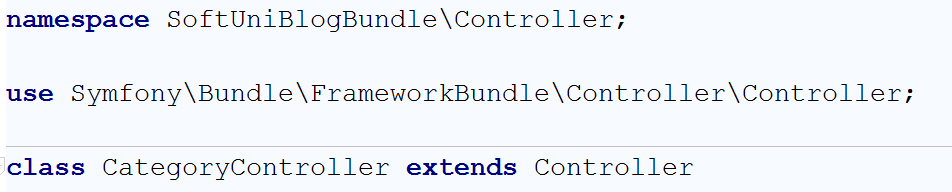 namespace SoftUniBlogBundle\Controller;
use Symfony\Bundle\FrameworkBundle\Controller\Controller;
class CategoryController extends Controller